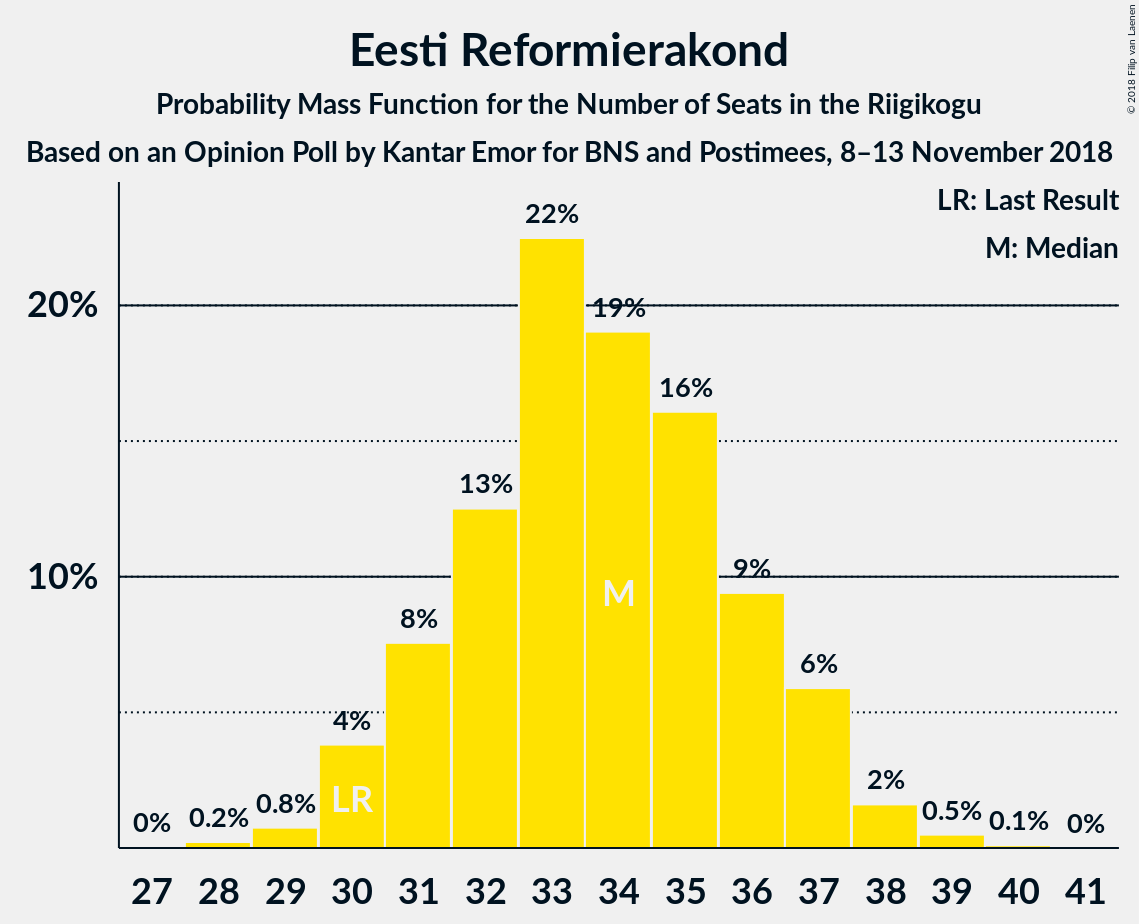 Eesti Reformierakond
Probability Mass Function for the Number of Seats in the Riigikogu
Based on an Opinion Poll by Kantar Emor for BNS and Postimees, 8–13 November 2018
© 2018 Filip van Laenen
LR: Last Result
M: Median
20%
10%
0%
0.2%
0.8%
4%
8%
13%
22%
19%
16%
9%
6%
2%
0.5%
0.1%
0%
LR
M
27 28 29 30 31 32 33 34 35 36 37 38 39 40 41